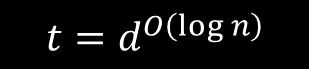 t = d^{O(log n)}